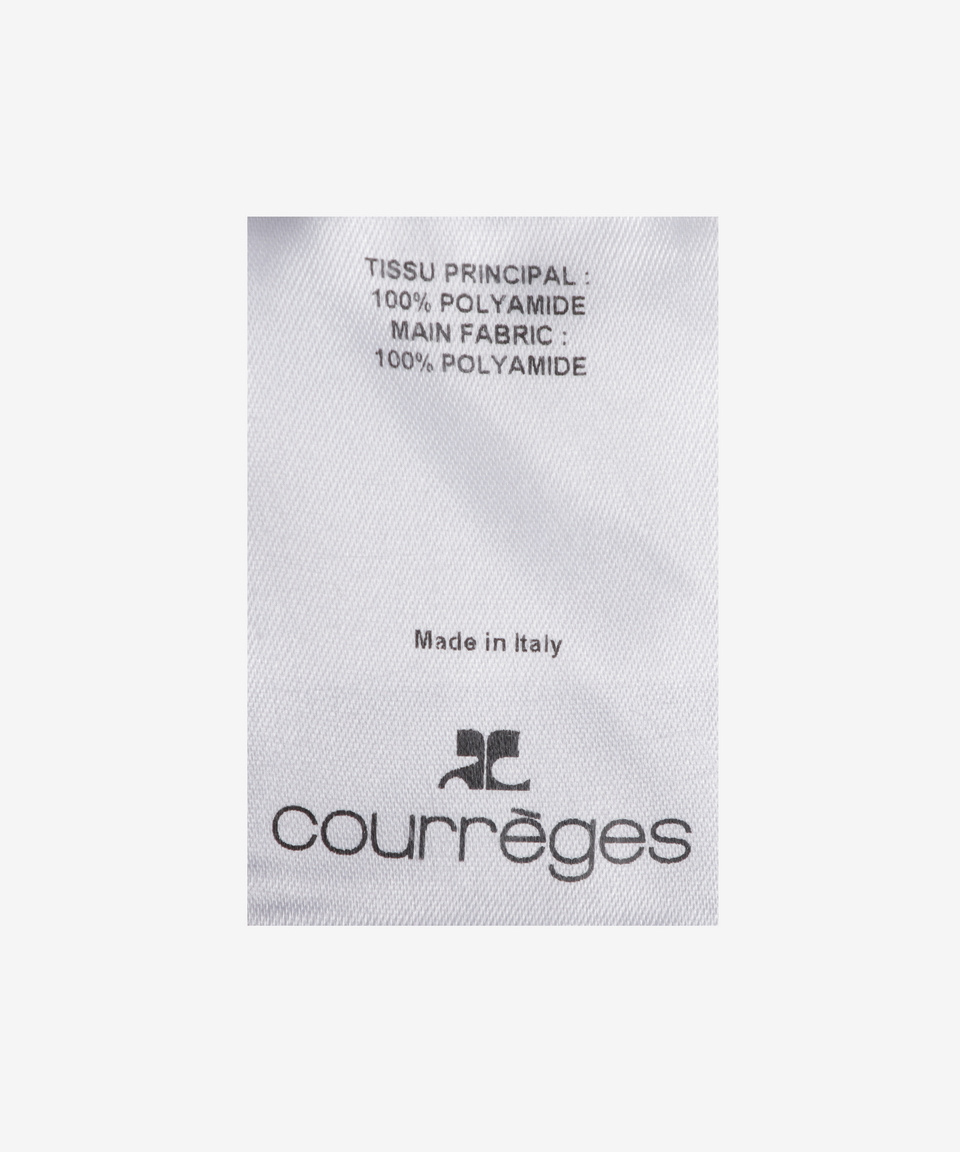 TISSU PRINCIPAL :
100% POLYAMIDE
MAIN FABRIC :
100% POLYAMIDE
Made in Italy
courrèges